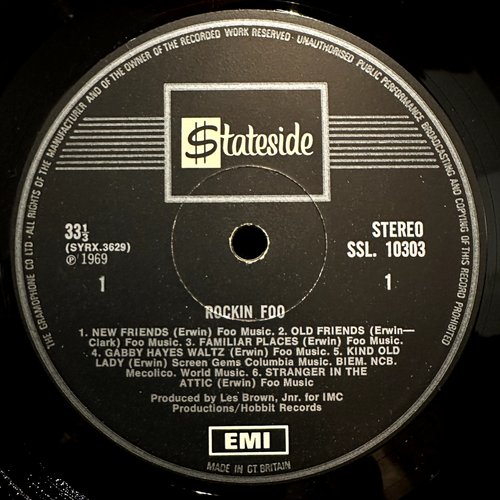 THE GRAMOPHONE CO LTD · ALL RIGHTS OF THE MANUFACTURER AND OF THE OWNER OF THE RECORDED WORK RESERVED · UNAUTHORISED PUBLIC PERFORMANCE BROADCASTING AND COPYING OF THIS RECORD PROHIBITED
$tateside
33⅓
(SYRX.3629)
Ⓟ 1969
1
STEREO
SSL. 10303
1
ROCKIN FOO
1. NEW FRIENDS (Erwin) Foo Music. 2. OLD FRIENDS (Erwin—
Clark) Foo Music. 3. FAMILIAR PLACES (Erwin) Foo Music.
4. GABBY HAYES WALTZ (Erwin) Foo Music. 5. KIND OLD
LADY (Erwin) Screen Gems Columbia Music. BIEM. NCB.
Mecolico. World Music. 6. STRANGER IN THE
ATTIC (Erwin) Foo Music
Produced by Les Brown, Jnr. for IMC
Productions/Hobbit Records
EMI
MADE IN GT. BRITAIN